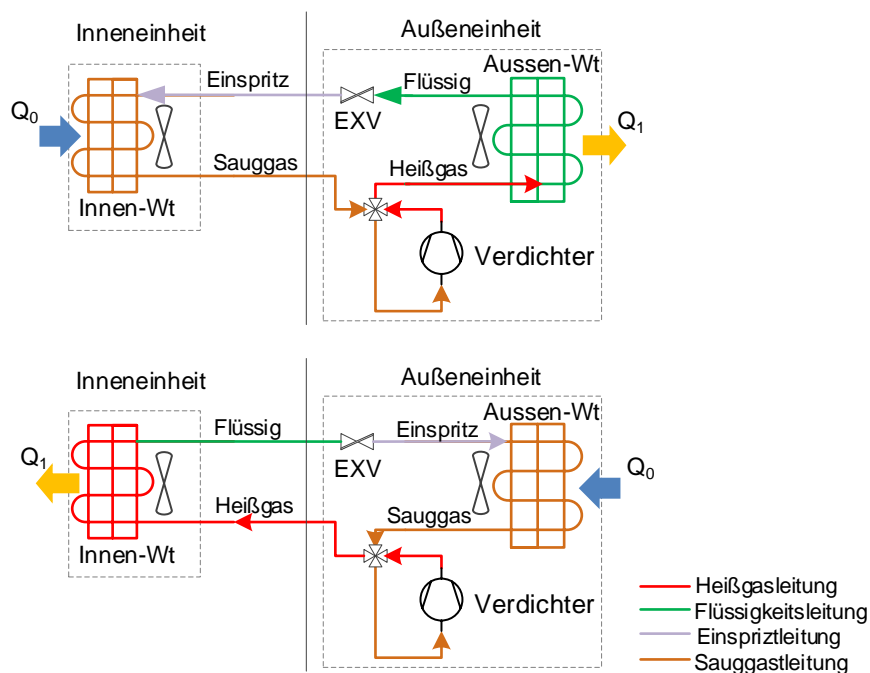 Inneneinheit
Außeneinheit
Aussen-Wt
Einspritz
Flüssig
Q0
EXV
Q1
Sauggas
Heißgas
Innen-Wt
Verdichter
Inneneinheit
Außeneinheit
Aussen-Wt
Flüssig
Einspritz
Q1
EXV
Q0
Heißgas
Sauggas
Innen-Wt
Verdichter
Heißgasleitung
Flüssigkeitsleitung
Einspriztleitung
Sauggastleitung